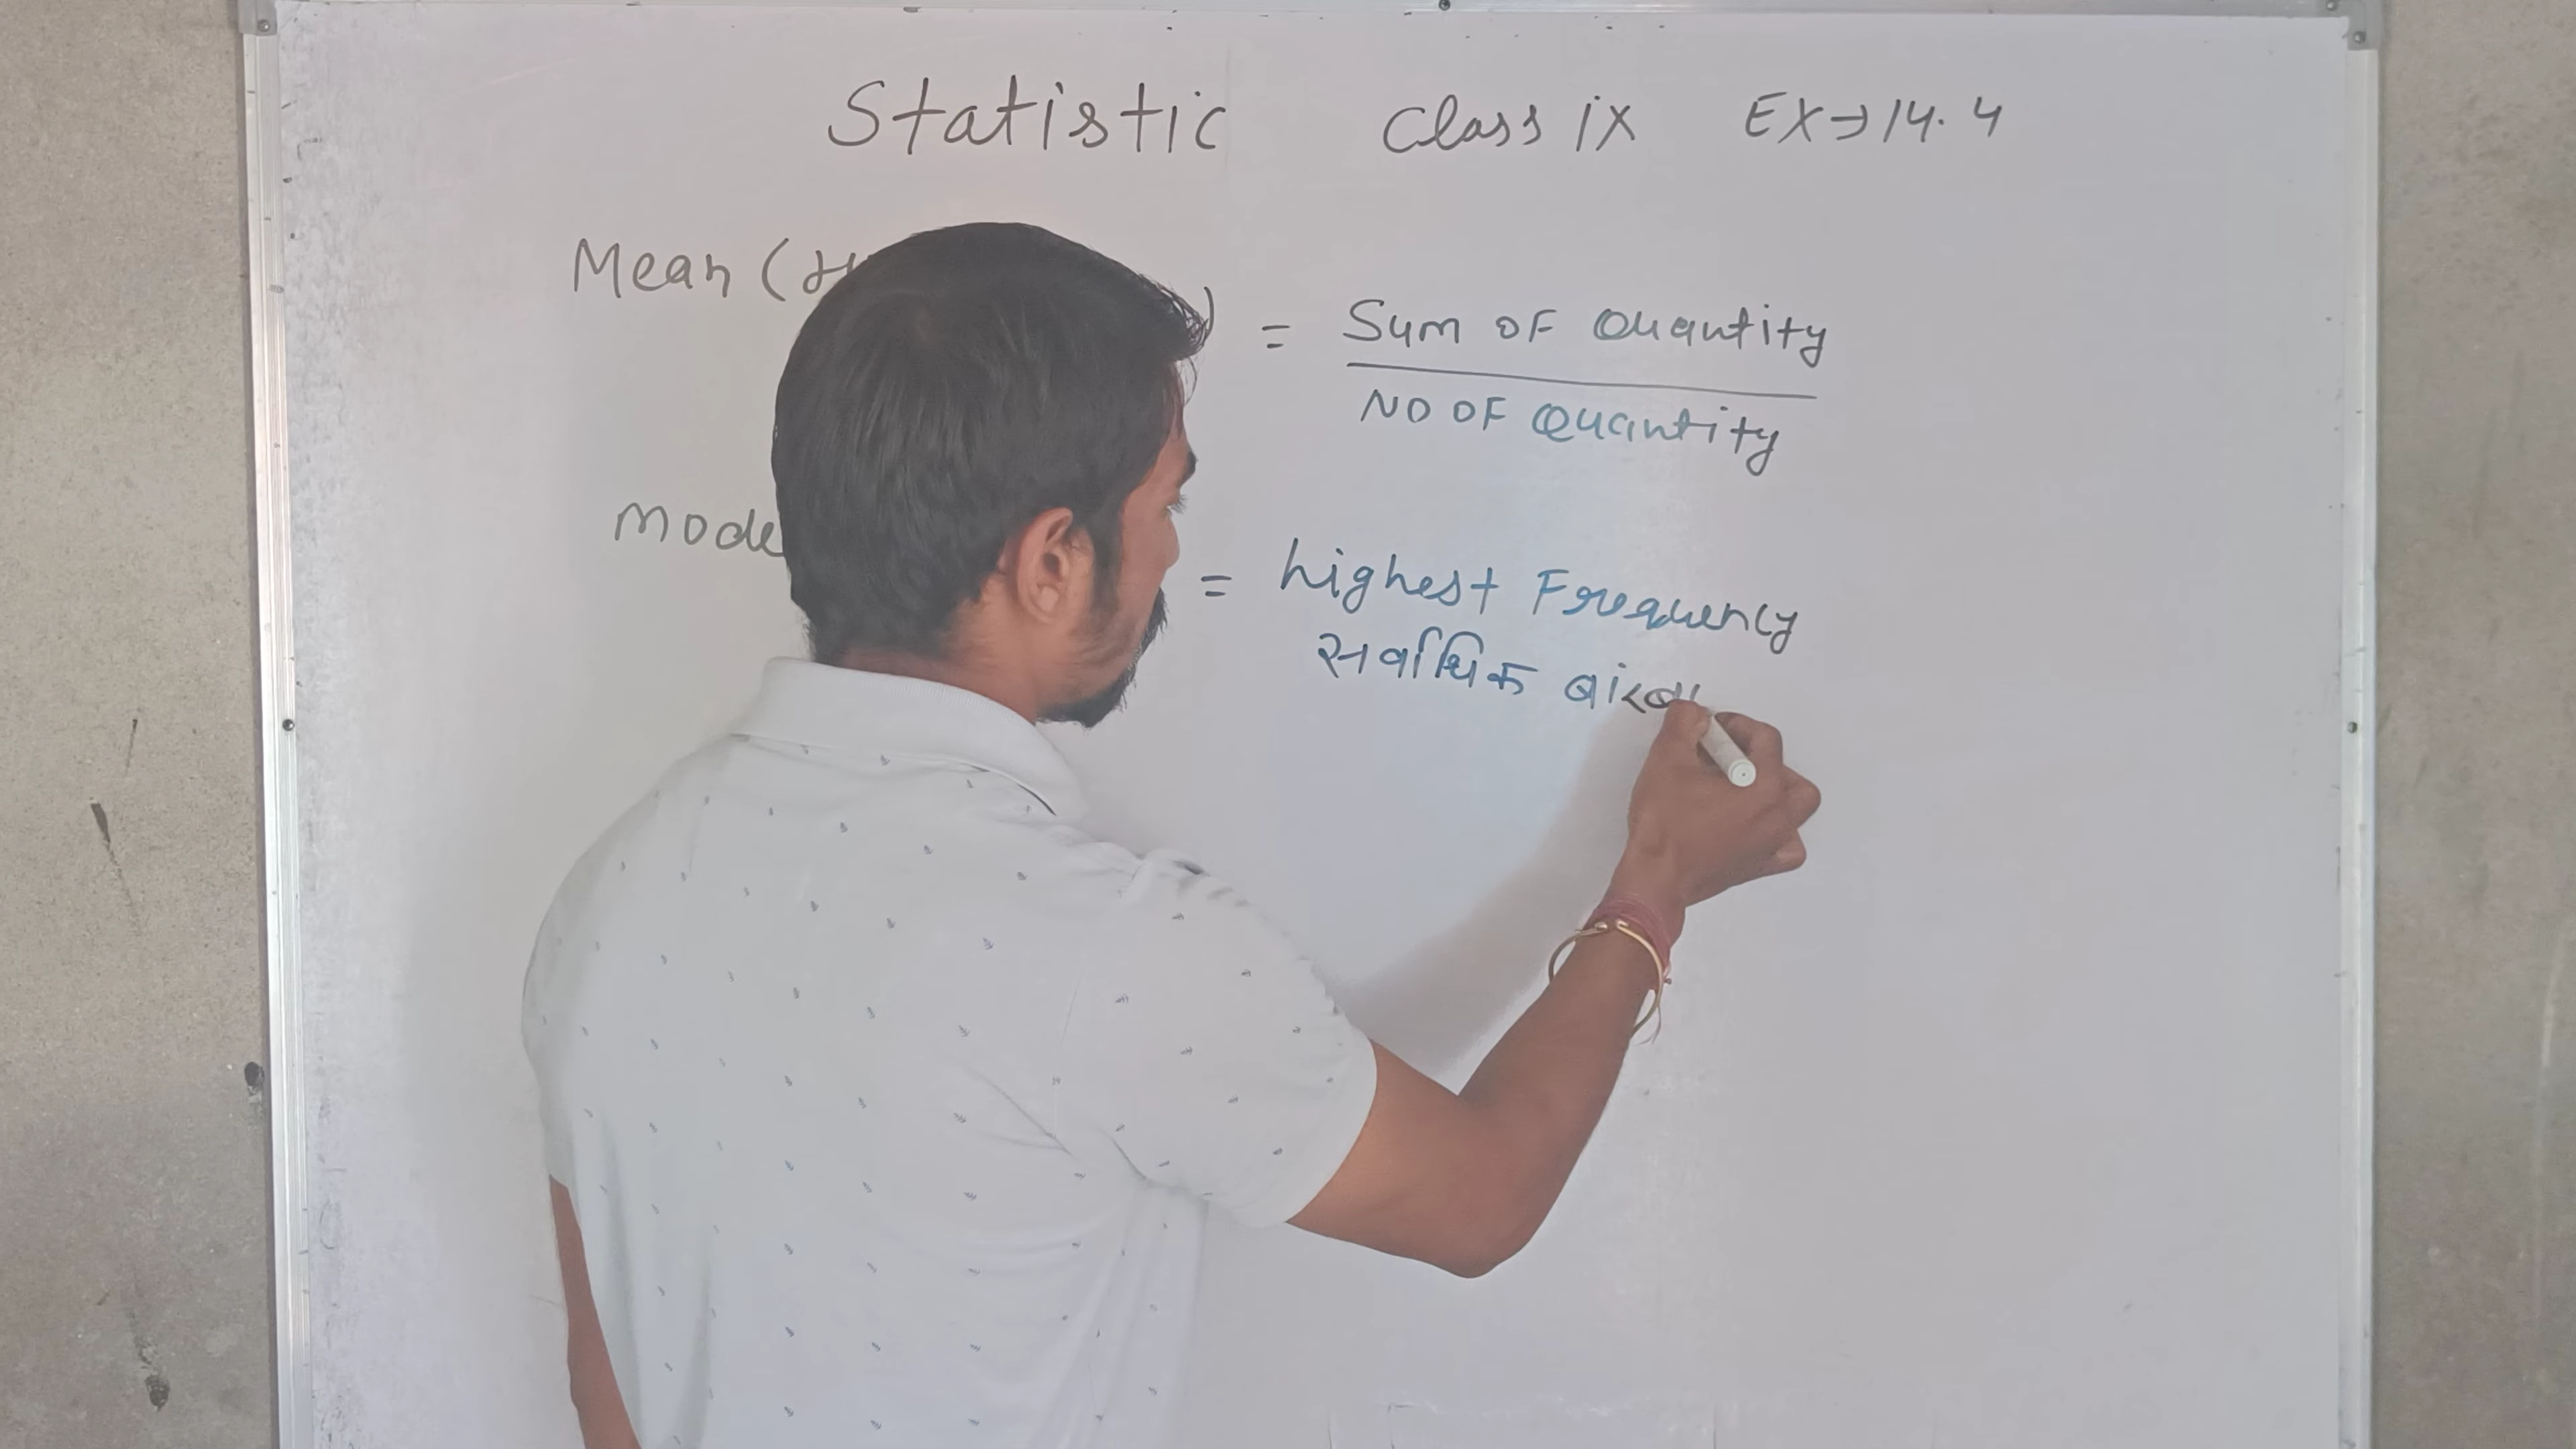 Statistic Class IX EX→14.4
Mean (
) = Sum OF Quantity
NO OF Quantity
Mode = highest Frequency
सर्वाधिक